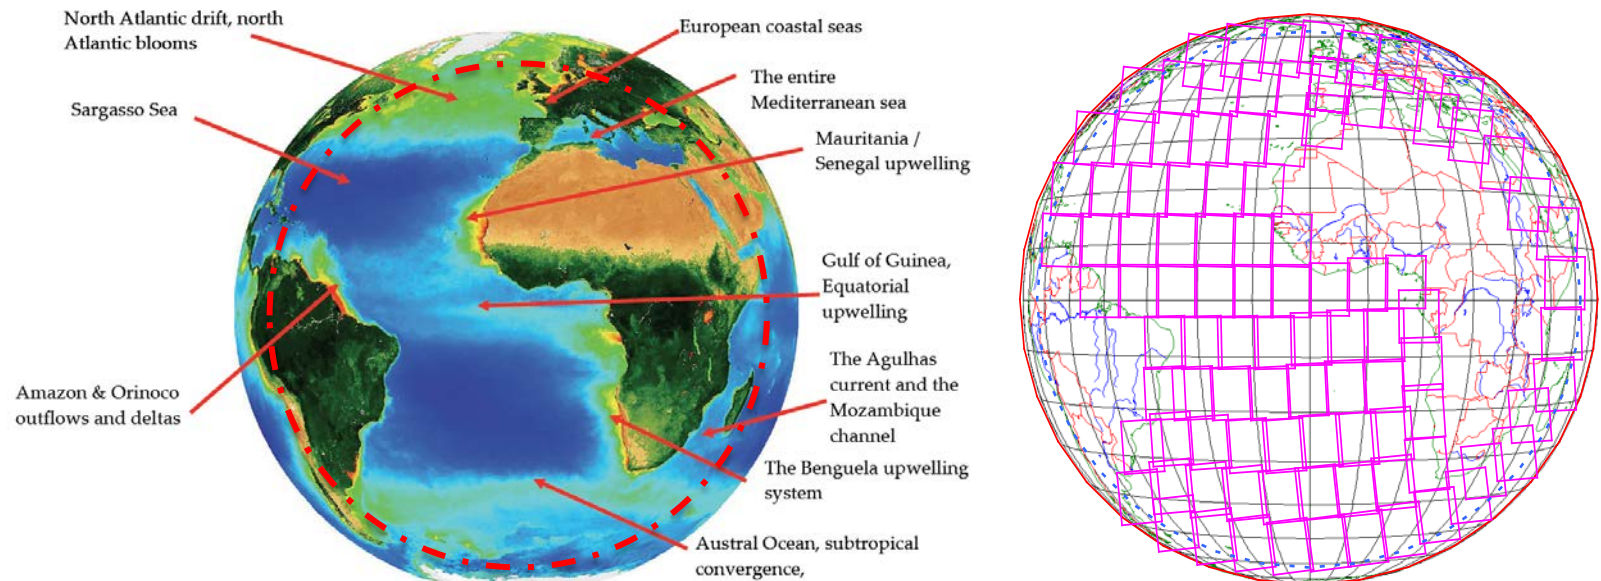 North Atlantic drift, north
Atlantic blooms
European coastal seas
The entire
Mediterranean sea
Sargasso Sea
Mauritania /
Senegal upwelling
Gulf of Guinea,
Equatorial
upwelling
The Agulhas
current and the
Mozambique
channel
Amazon & Orinoco
outflows and deltas
The Benguela upwelling
system
Austral Ocean, subtropical
convergence,